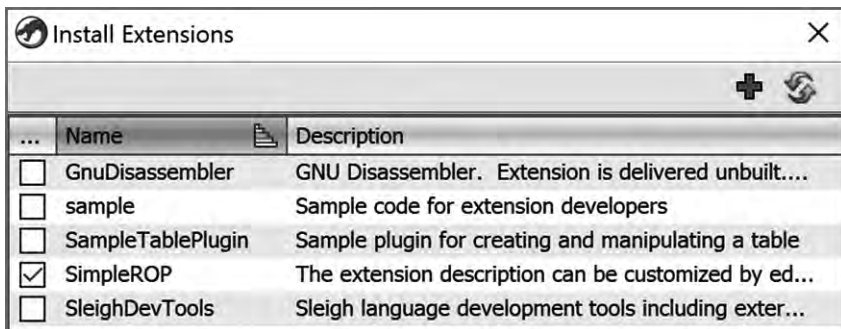 Install Extensions
... Name Description
GnuDisassembler GNU Disassembler. Extension is delivered unbuilt....
sample Sample code for extension developers
SampleTablePlugin Sample plugin for creating and manipulating a table
SimpleROP The extension description can be customized by ed...
SleighDevTools Sleigh language development tools including exter...